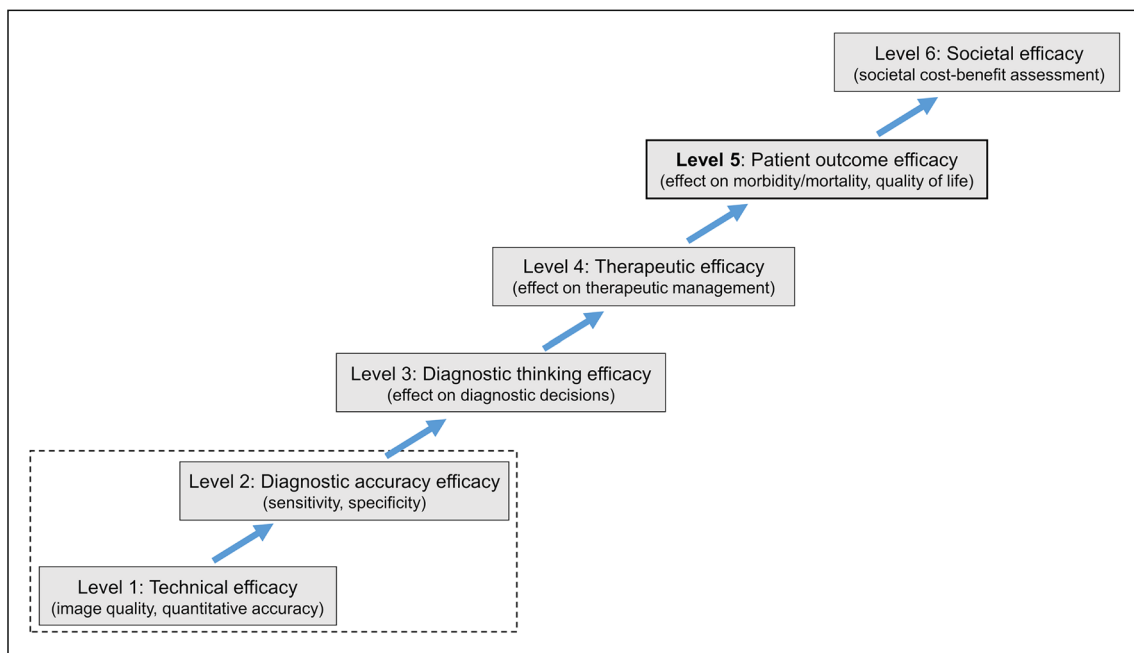 Level 6: Societal efficacy
(societal cost-benefit assessment)
Level 5: Patient outcome efficacy
(effect on morbidity/mortality, quality of life)
Level 4: Therapeutic efficacy
(effect on therapeutic management)
Level 3: Diagnostic thinking efficacy
(effect on diagnostic decisions)
Level 2: Diagnostic accuracy efficacy
(sensitivity, specificity)
Level 1: Technical efficacy
(image quality, quantitative accuracy)